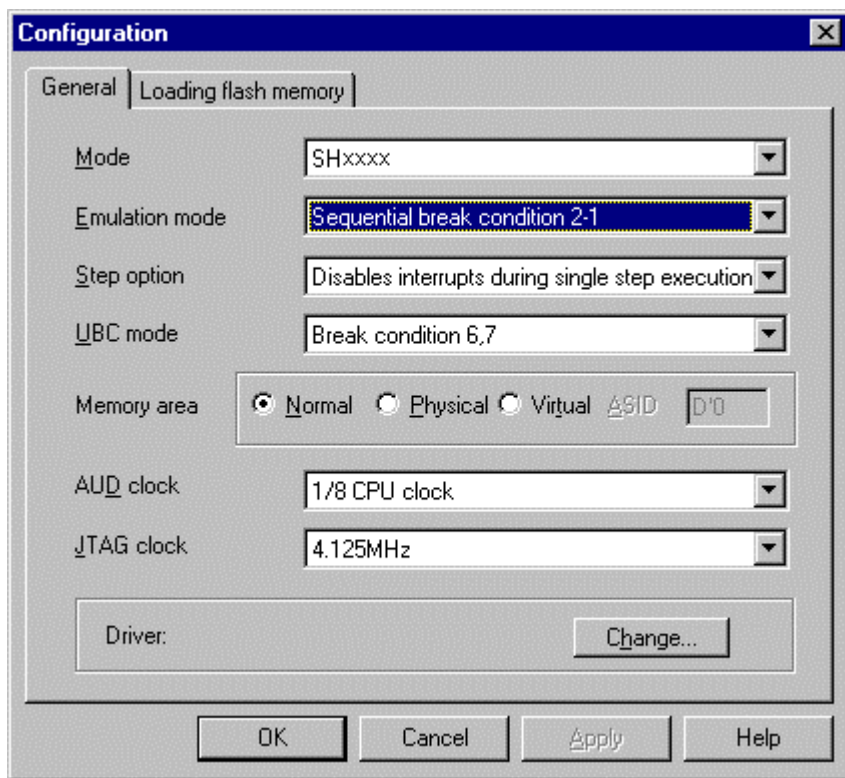 Configuration
General Loading flash memory
Mode SHxxxx
Emulation mode Sequential break condition 2-1
Step option Disables interrupts during single step execution
UBC mode Break condition 6,7
Memory area Normal Physical Virtual ASID D'0
AUD clock 1/8 CPU clock
JTAG clock 4.125MHz
Driver: Change...
OK Cancel Apply Help